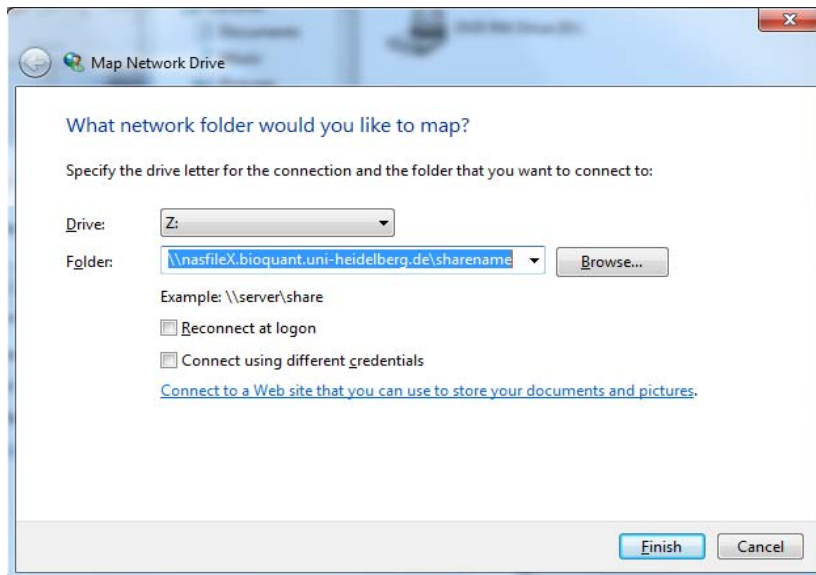 Documents
Map Network Drive
What network folder would you like to map?
Specify the drive letter for the connection and the folder that you want to connect to:
Drive: Z:
Folder: \\nasfileX.bioquant.uni-heidelberg.de\sharename Browse...
Example: \\server\share
Reconnect at logon
Connect using different credentials
Connect to a Web site that you can use to store your documents and pictures.
Finish Cancel